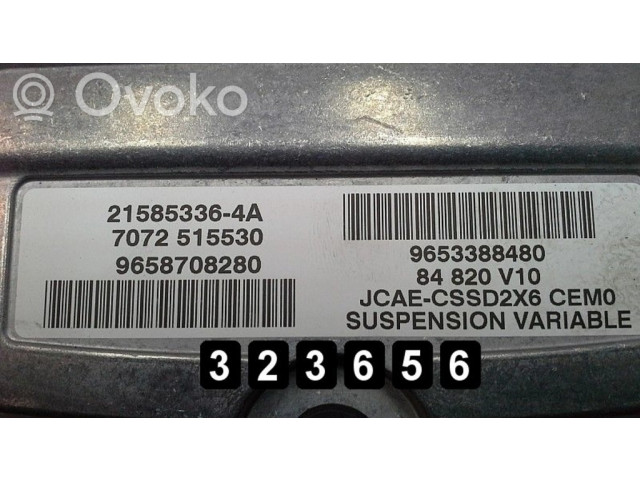 Ovoko
21585336-4A
7072 515530
9658708280
9653388480
84 820 V10
JCAE-CSSD2X6 CEM0
SUSPENSION VARIABLE
323656